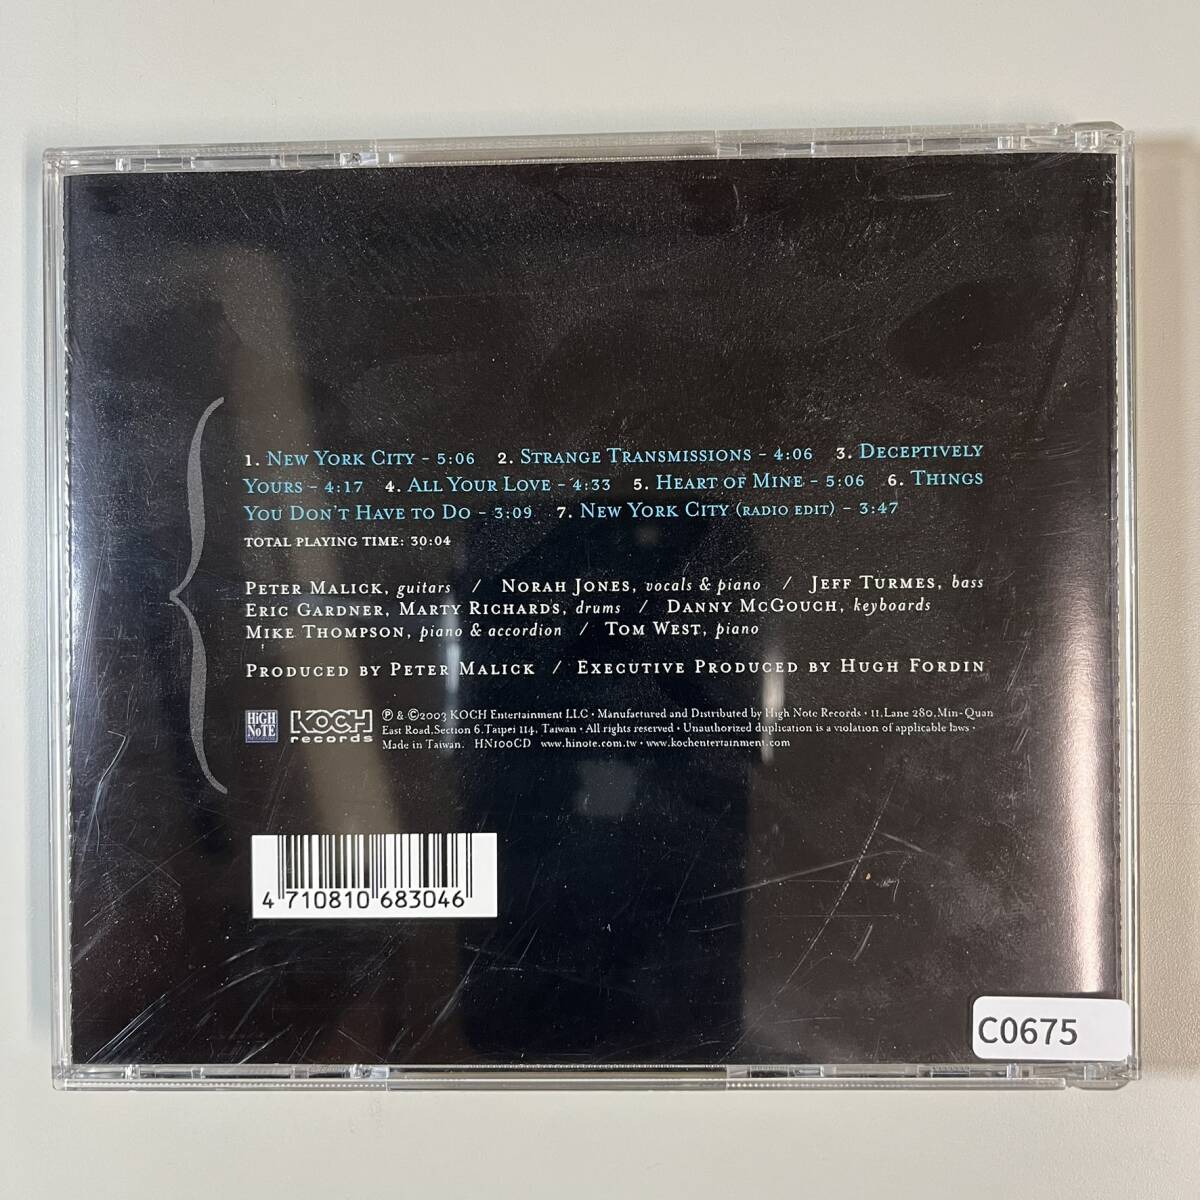 1. New York City - 5:06 2. Strange Transmissions - 4:06 3. Deceptively
Yours - 4:17 4. All Your Love - 4:33 5. Heart of Mine - 5:06 6. Things
You Don't Have to Do - 3:09 7. New York City (radio edit) - 3:47
total playing time: 30:04
Peter Malick, guitars / Norah Jones, vocals & piano / Jeff Turmes, bass
Eric Gardner, Marty Richards, drums / Danny McGouch, keyboards
Mike Thompson, piano & accordion / Tom West, piano
Produced by Peter Malick / Executive Produced by Hugh Fordin
HiGH
NoTE
KOCH
records
℗ & ©2003 KOCH Entertainment LLC · Manufactured and Distributed by High Note Records · 11, Lane 280, Min-Quan
East Road, Section 6, Taipei 114, Taiwan · All rights reserved · Unauthorized duplication is a violation of applicable laws ·
Made in Taiwan. HN100CD www.hinote.com.tw · www.kochentertainment.com
4 710810 683046
C0675